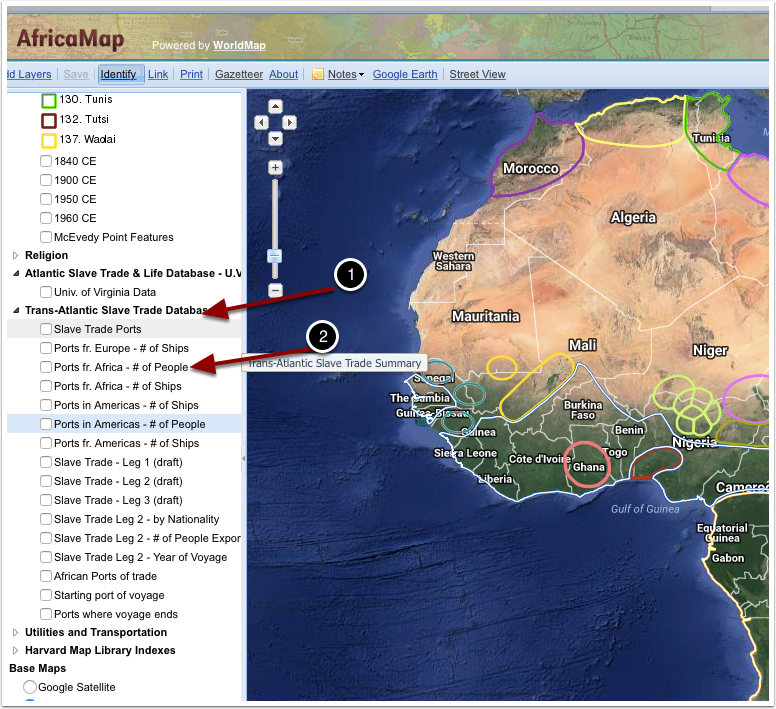 AfricaMap
Powered by WorldMap
dd Layers Save Identify Link Print Gazetteer About Notes Google Earth Street View
130. Tunis
132. Tutsi
137. Wadai
1840 CE
1900 CE
1950 CE
1960 CE
McEvedy Point Features
Religion
Atlantic Slave Trade & Life Database - U.V
Univ. of Virginia Data
Trans-Atlantic Slave Trade Databas
Slave Trade Ports
Ports fr. Europe - # of Ships
Ports fr. Africa - # of People
Ports fr. Africa - # of Ships
Ports in Americas - # of Ships
Ports in Americas - # of People
Ports fr. Americas - # of Ships
Slave Trade - Leg 1 (draft)
Slave Trade - Leg 2 (draft)
Slave Trade - Leg 3 (draft)
Slave Trade Leg 2 - by Nationality
Slave Trade Leg 2 - # of People Expor
Slave Trade Leg 2 - Year of Voyage
African Ports of trade
Starting port of voyage
Ports where voyage ends
Utilities and Transportation
Harvard Map Library Indexes
Base Maps
Google Satellite
1
2
Trans-Atlantic Slave Trade Summary
Tunisia
Morocco
Algeria
Western
Sahara
Mauritania
Mali
Niger
Senegal
The Gambia
Guinea-Bissau
Guinea
Burkina
Faso
Benin
Sierra Leone
Côte d'Ivoire
Togo
Ghana
Nigeria
Liberia
Cameroo
Gulf of Guinea
Equatorial
Guinea
Gabon